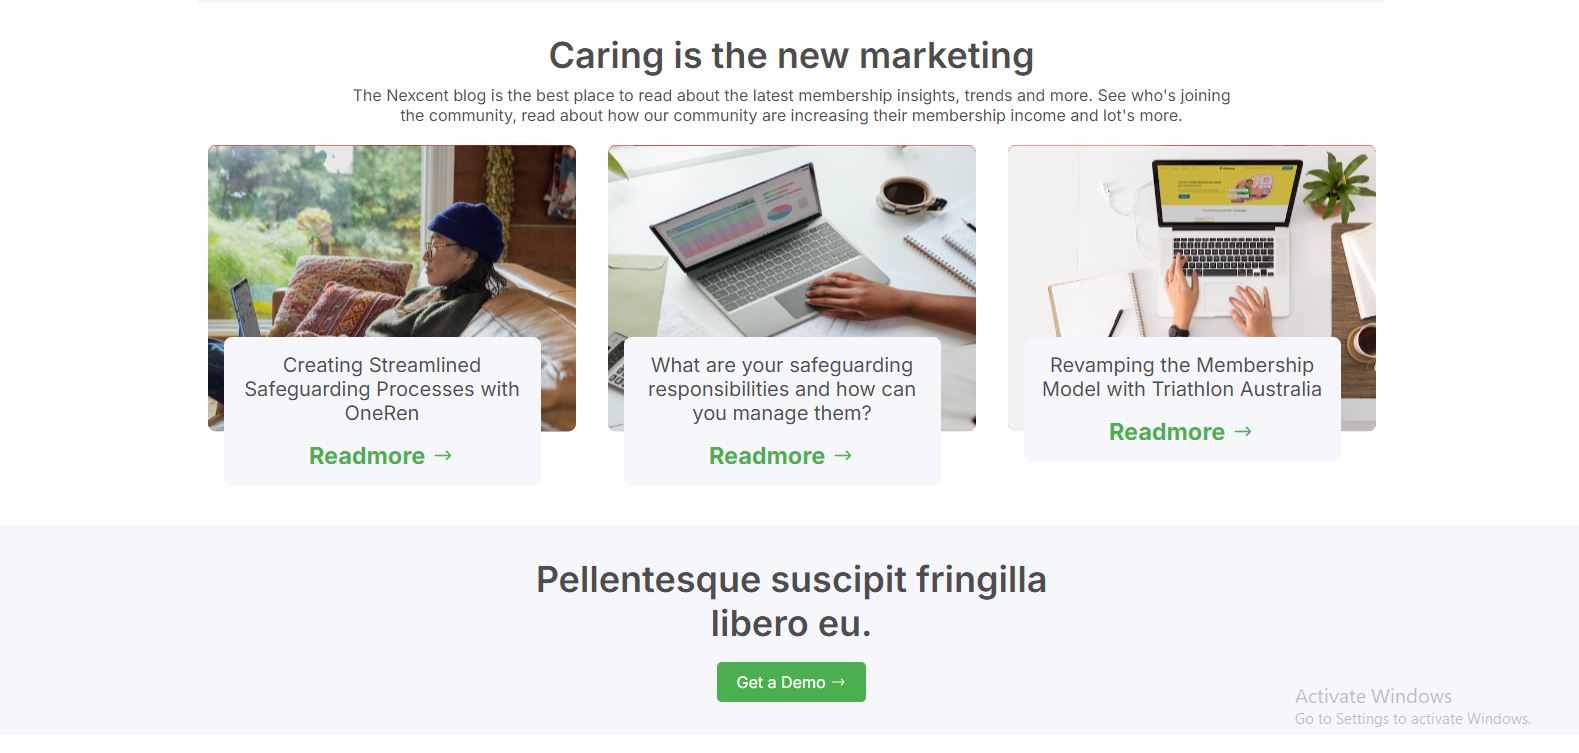 Caring is the new marketing
The Nexcent blog is the best place to read about the latest membership insights, trends and more. See who's joining
the community, read about how our community are increasing their membership income and lot's more.
Creating Streamlined
Safeguarding Processes with
OneRen
Readmore →
What are your safeguarding
responsibilities and how can
you manage them?
Readmore →
Revamping the Membership
Model with Triathlon Australia
Readmore →
Pellentesque suscipit fringilla
libero eu.
Get a Demo →
Activate Windows
Go to Settings to activate Windows.